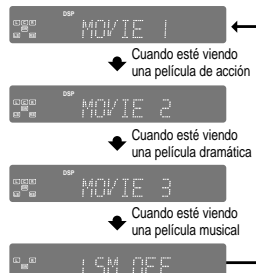 DSP
MOVIE 1
Cuando esté viendo
una película de acción
DSP
MOVIE 2
Cuando esté viendo
una película dramática
DSP
MOVIE 3
Cuando esté viendo
una película musical
LSM OFF